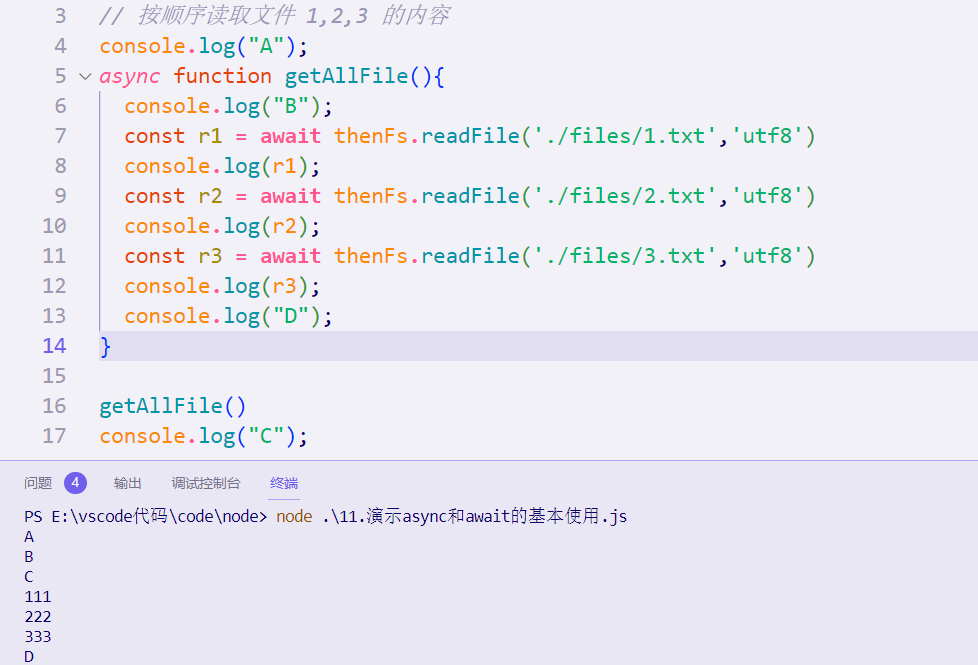 3 // 按顺序读取文件 1,2,3 的内容
4 console.log("A");
5 async function getAllFile(){
6 console.log("B");
7 const r1 = await thenFs.readFile('./files/1.txt','utf8')
8 console.log(r1);
9 const r2 = await thenFs.readFile('./files/2.txt','utf8')
10 console.log(r2);
11 const r3 = await thenFs.readFile('./files/3.txt','utf8')
12 console.log(r3);
13 console.log("D");
14 }
15
16 getAllFile()
17 console.log("C");
问题 4 输出 调试控制台 终端
PS E:\vscode代码\code\node> node .\11.演示async和await的基本使用.js
A
B
C
111
222
333
D